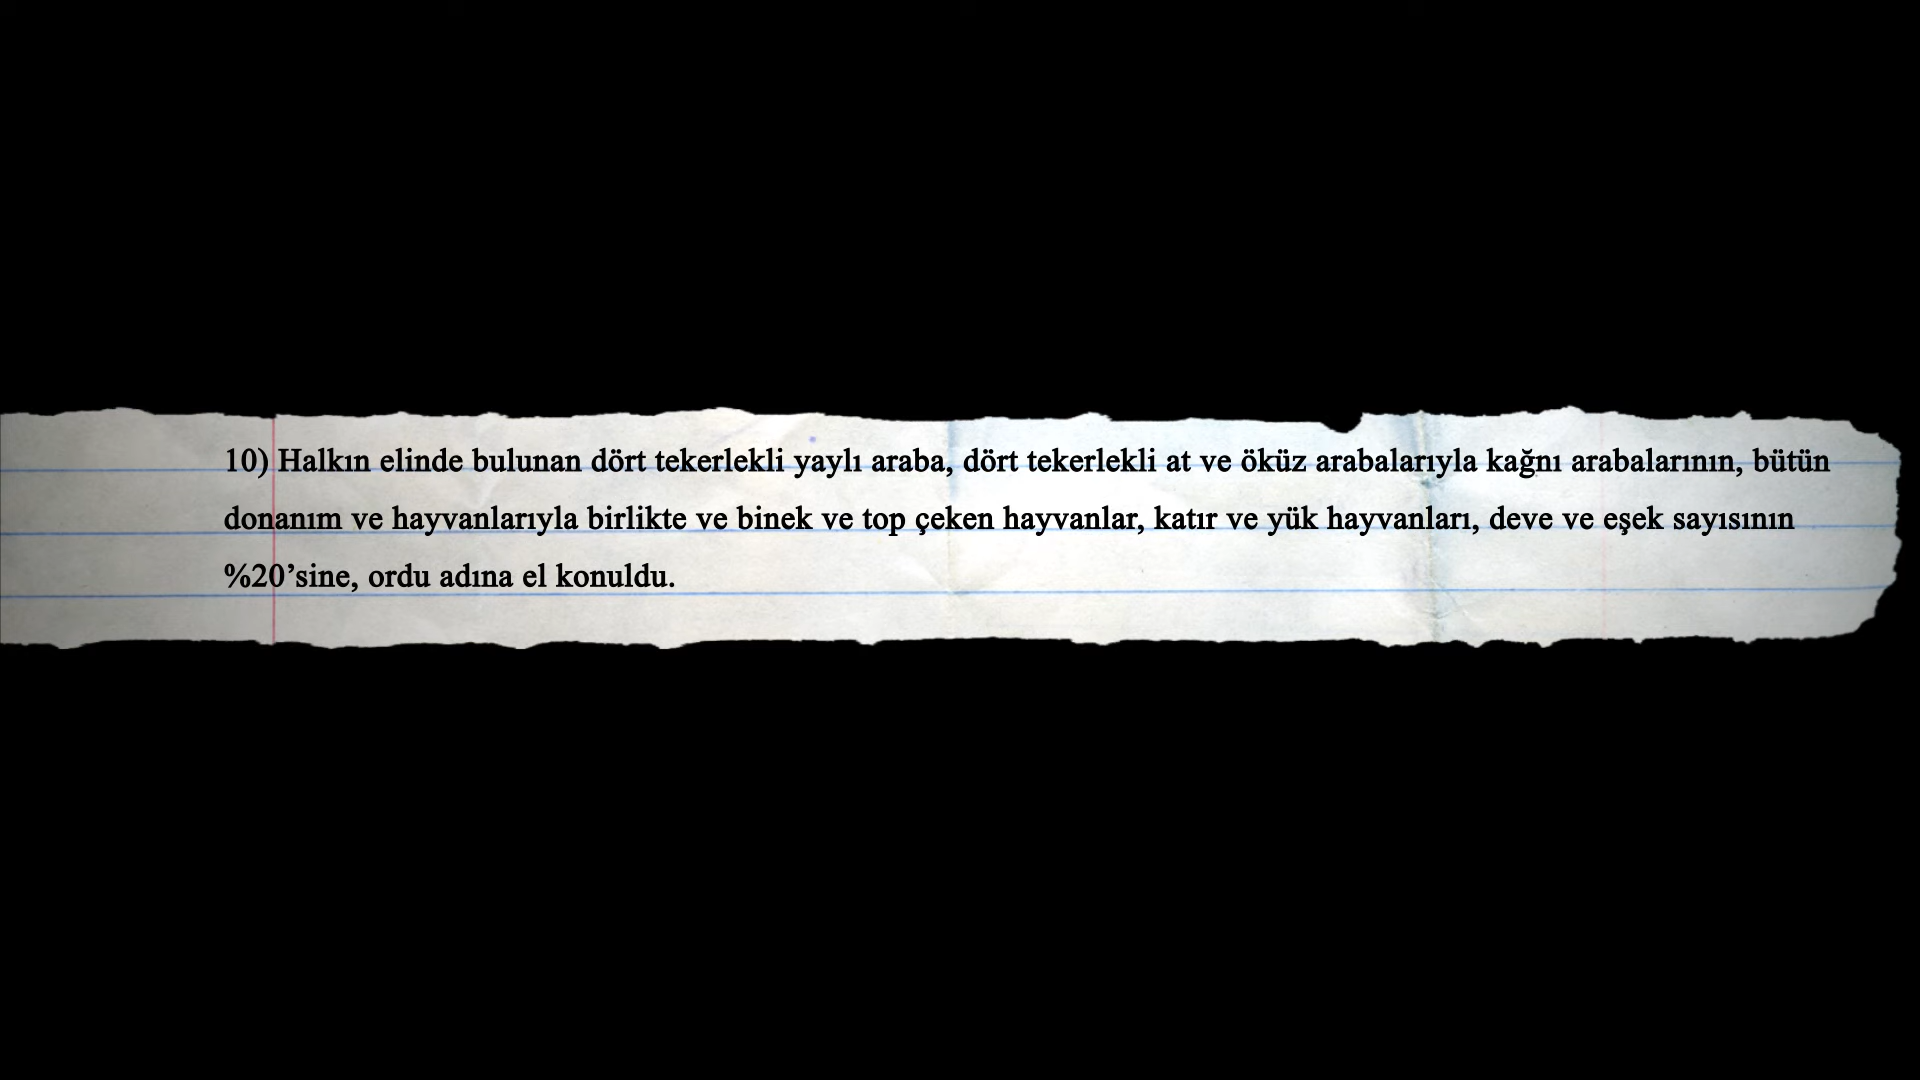 10) Halkın elinde bulunan dört tekerlekli yaylı araba, dört tekerlekli at ve öküz arabalarıyla kağnı arabalarının, bütün
donanım ve hayvanlarıyla birlikte ve binek ve top çeken hayvanlar, katır ve yük hayvanları, deve ve eşek sayısının
%20’sine, ordu adına el konuldu.